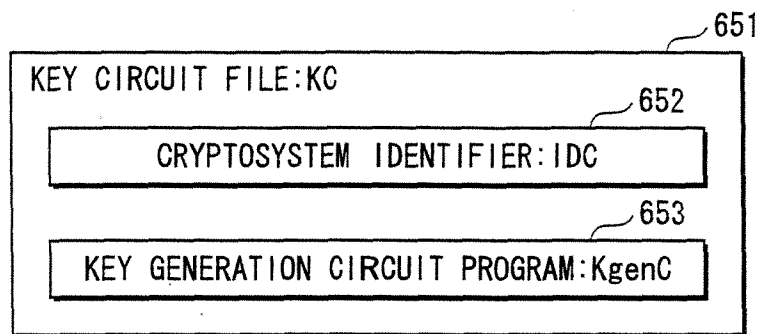 651
KEY CIRCUIT FILE:KC
652
CRYPTOSYSTEM IDENTIFIER:IDC
653
KEY GENERATION CIRCUIT PROGRAM:KgenC